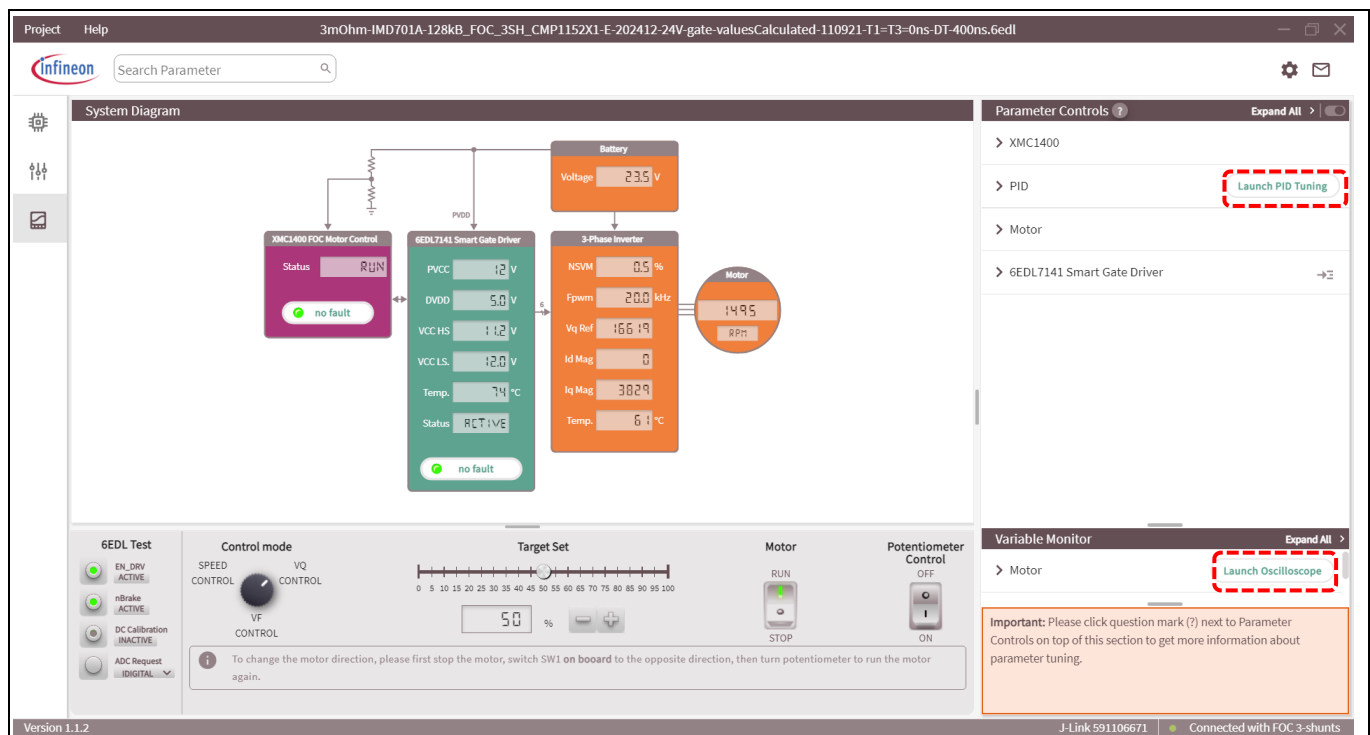 Project Help 3mOhm-IMD701A-128kB_FOC_3SH_CMP1152X1-E-202412-24V-gate-valuesCalculated-110921-T1=T3=0ns-DT-400ns.6edl
infineon Search Parameter
System Diagram
Battery
Voltage 23.5 V
PVDD
XMC1400 FOC Motor Control
Status RUN
no fault
6EDL7141 Smart Gate Driver
PVCC 12 V
DVDD 5.0 V
VCC HS 11.2 V
VCC LS. 12.0 V
Temp. 74 °C
Status ACTIVE
no fault
6
3-Phase Inverter
NSVM 0.5 %
Fpwm 20.0 kHz
Vq Ref 16619
Id Mag 0
Iq Mag 3829
Temp. 61 °C
Motor
1495
RPM
Parameter Controls ? Expand All >
XMC1400
PID Launch PID Tuning
Motor
6EDL7141 Smart Gate Driver
6EDL Test
EN_DRV
ACTIVE
nBrake
ACTIVE
DC Calibration
INACTIVE
ADC Request
IDIGITAL
Control mode
SPEED
CONTROL
VQ
CONTROL
VF
CONTROL
Target Set
0 5 10 15 20 25 30 35 40 45 50 55 60 65 70 75 80 85 90 95 100
50 %
Motor
RUN
STOP
Potentiometer
Control
OFF
ON
To change the motor direction, please first stop the motor, switch SW1 on booard to the opposite direction, then turn potentiometer to run the motor
again.
Variable Monitor Expand All >
Motor Launch Oscilloscope
Important: Please click question mark (?) next to Parameter
Controls on top of this section to get more information about
parameter tuning.
Version 1.1.2 J-Link 591106671 Connected with FOC 3-shunts